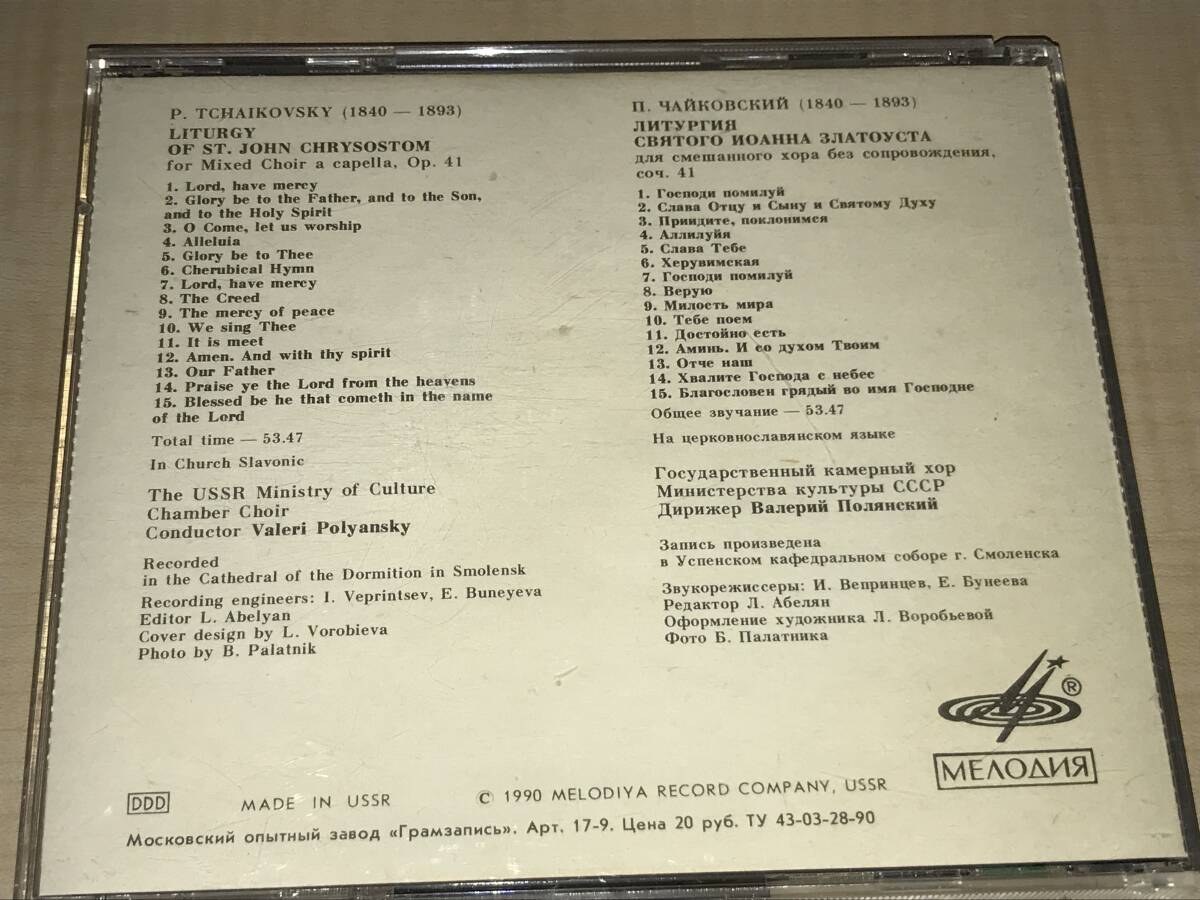 P. TCHAIKOVSKY (1840 — 1893)
LITURGY
OF ST. JOHN CHRYSOSTOM
for Mixed Choir a capella, Op. 41
1. Lord, have mercy
2. Glory be to the Father, and to the Son,
and to the Holy Spirit
3. O Come, let us worship
4. Alleluia
5. Glory be to Thee
6. Cherubical Hymn
7. Lord, have mercy
8. The Creed
9. The mercy of peace
10. We sing Thee
11. It is meet
12. Amen. And with thy spirit
13. Our Father
14. Praise ye the Lord from the heavens
15. Blessed be he that cometh in the name
of the Lord
Total time — 53.47
In Church Slavonic
The USSR Ministry of Culture
Chamber Choir
Conductor Valeri Polyansky
Recorded
in the Cathedral of the Dormition in Smolensk
Recording engineers: I. Veprintsev, E. Buneyeva
Editor L. Abelyan
Cover design by L. Vorobieva
Photo by B. Palatnik
П. ЧАЙКОВСКИЙ (1840 — 1893)
ЛИТУРГИЯ
СВЯТОГО ИОАННА ЗЛАТОУСТА
для смешанного хора без сопровождения,
соч. 41
1. Господи помилуй
2. Слава Отцу и Сыну и Святому Духу
3. Приидите, поклонимся
4. Аллилуйя
5. Слава Тебе
6. Херувимская
7. Господи помилуй
8. Верую
9. Милость мира
10. Тебе поем
11. Достойно есть
12. Аминь. И со духом Твоим
13. Отче наш
14. Хвалите Господа с небес
15. Благословен грядый во имя Господне
Общее звучание — 53.47
На церковнославянском языке
Государственный камерный хор
Министерства культуры СССР
Дирижер Валерий Полянский
Запись произведена
в Успенском кафедральном соборе г. Смоленска
Звукорежиссеры: И. Вепринцев, Е. Бунеева
Редактор Л. Абелян
Оформление художника Л. Воробьевой
Фото Б. Палатника
®
МЕЛОДИЯ
DDD MADE IN USSR © 1990 MELODIYA RECORD COMPANY, USSR
Московский опытный завод «Грамзапись». Арт. 17-9. Цена 20 руб. ТУ 43-03-28-90